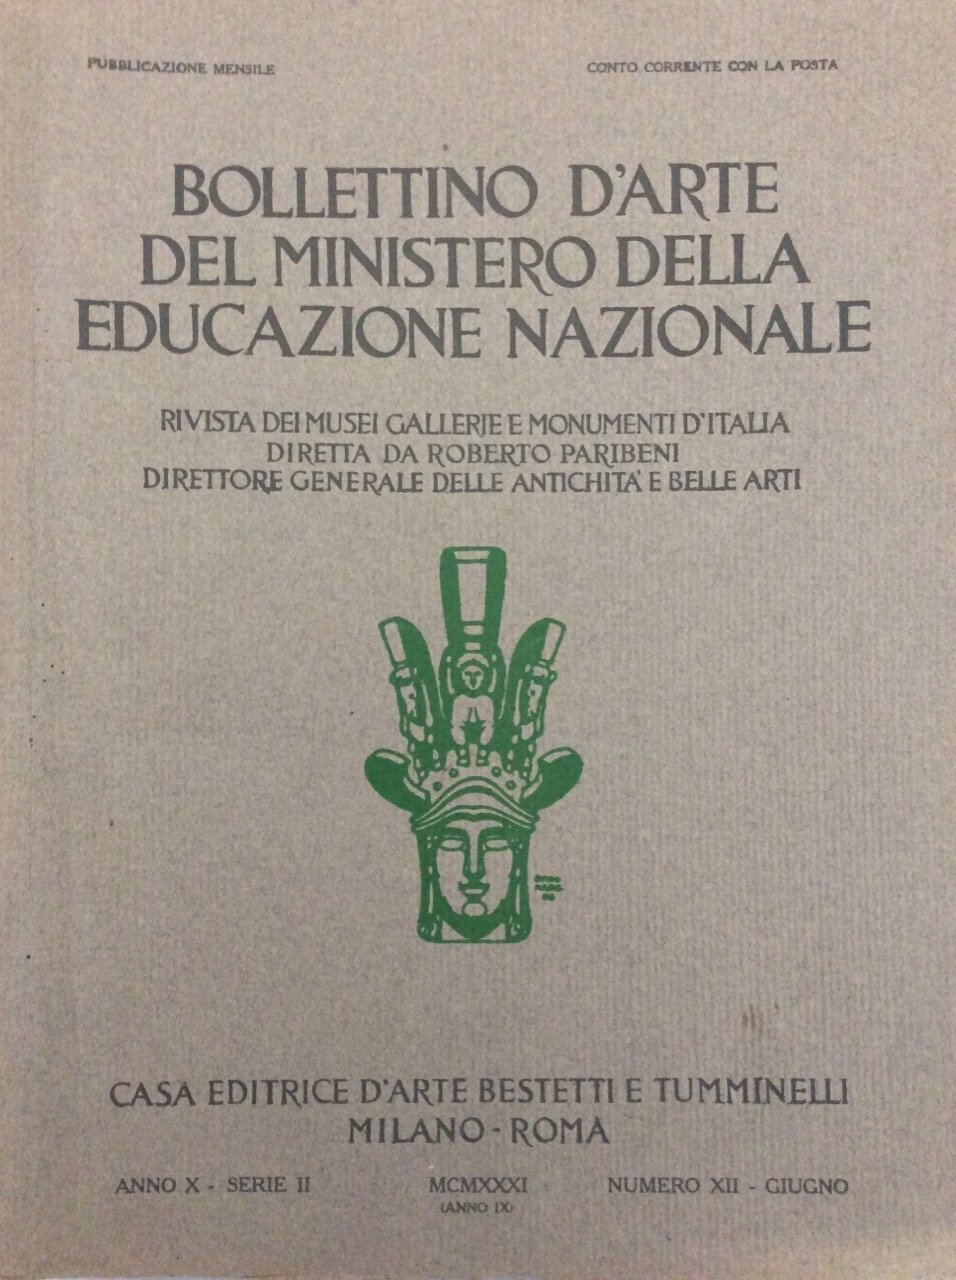 PUBBLICAZIONE MENSILE
CONTO CORRENTE CON LA POSTA
BOLLETTINO D'ARTE
DEL MINISTERO DELLA
EDUCAZIONE NAZIONALE
RIVISTA DEI MUSEI GALLERIE E MONUMENTI D'ITALIA
DIRETTA DA ROBERTO PARIBENI
DIRETTORE GENERALE DELLE ANTICHITA' E BELLE ARTI
CASA EDITRICE D'ARTE BESTETTI E TUMMINELLI
MILANO - ROMA
ANNO X - SERIE II
MCMXXXI
NUMERO XII - GIUGNO
(ANNO IX)